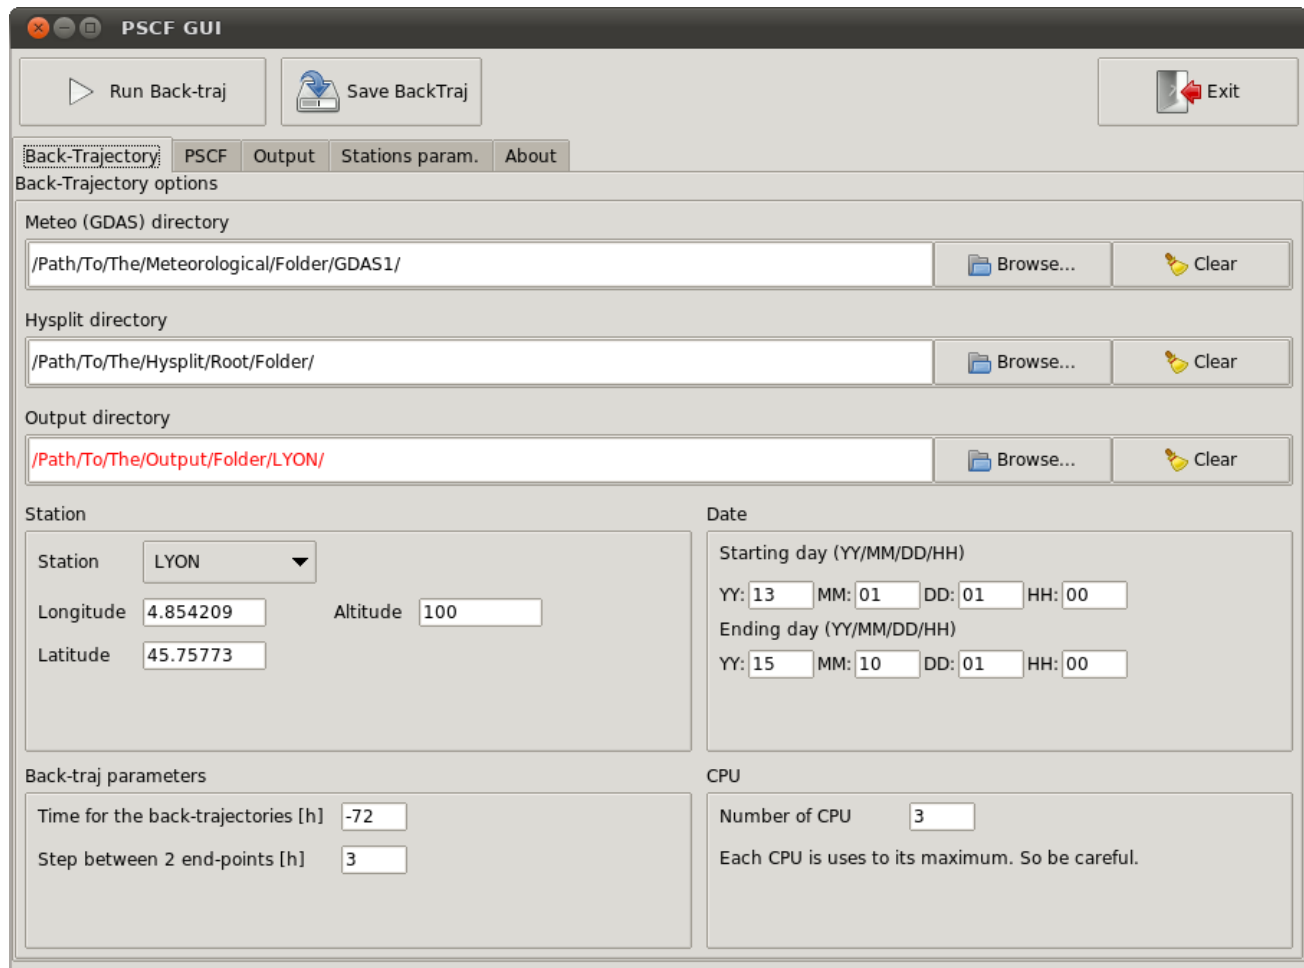 PSCF GUI
Run Back-traj
Save BackTraj
Exit
Back-Trajectory PSCF Output Stations param. About
Back-Trajectory options
Meteo (GDAS) directory
/Path/To/The/Meteorological/Folder/GDAS1/ Browse... Clear
Hysplit directory
/Path/To/The/Hysplit/Root/Folder/ Browse... Clear
Output directory
/Path/To/The/Output/Folder/LYON/ Browse... Clear
Station
Station LYON
Longitude 4.854209 Altitude 100
Latitude 45.75773
Date
Starting day (YY/MM/DD/HH)
YY: 13 MM: 01 DD: 01 HH: 00
Ending day (YY/MM/DD/HH)
YY: 15 MM: 10 DD: 01 HH: 00
Back-traj parameters
Time for the back-trajectories [h] -72
Step between 2 end-points [h] 3
CPU
Number of CPU 3
Each CPU is uses to its maximum. So be careful.